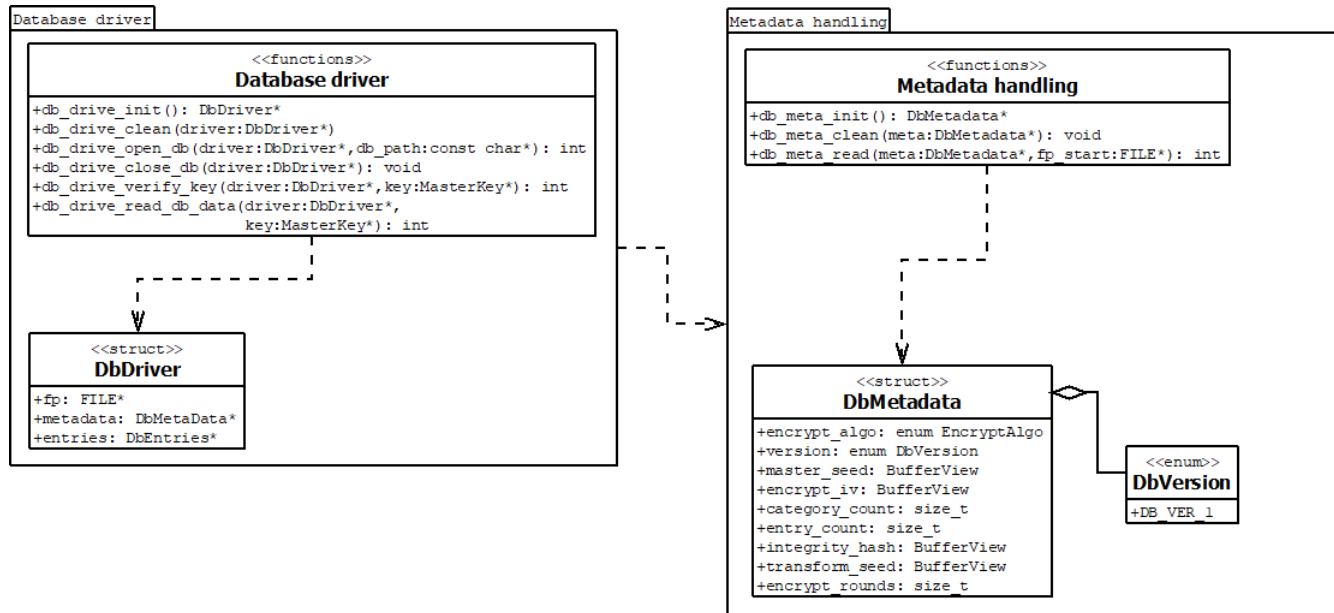 Database driver
<<functions>>
Database driver
+db_drive_init(): DbDriver*
+db_drive_clean(driver:DbDriver*)
+db_drive_open_db(driver:DbDriver*,db_path:const char*): int
+db_drive_close_db(driver:DbDriver*): void
+db_drive_verify_key(driver:DbDriver*,key:MasterKey*): int
+db_drive_read_db_data(driver:DbDriver*,
key:MasterKey*): int
<<struct>>
DbDriver
+fp: FILE*
+metadata: DbMetaData*
+entries: DbEntries*
Metadata handling
<<functions>>
Metadata handling
+db_meta_init(): DbMetadata*
+db_meta_clean(meta:DbMetadata*): void
+db_meta_read(meta:DbMetadata*,fp_start:FILE*): int
<<struct>>
DbMetadata
+encrypt_algo: enum EncryptAlgo
+version: enum DbVersion
+master_seed: BufferView
+encrypt_iv: BufferView
+category_count: size_t
+entry_count: size_t
+integrity_hash: BufferView
+transform_seed: BufferView
+encrypt_rounds: size_t
<<enum>>
DbVersion
+DB_VER_1